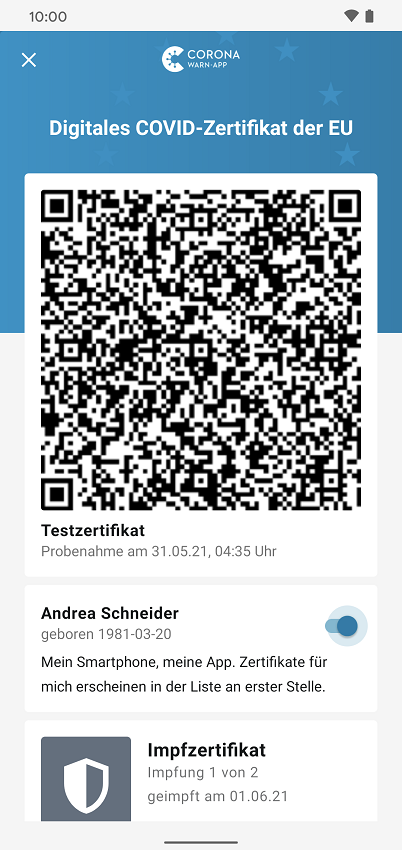 10:00
CORONA
WARN-APP
Digitales COVID-Zertifikat der EU
Testzertifikat
Probenahme am 31.05.21, 04:35 Uhr
Andrea Schneider
geboren 1981-03-20
Mein Smartphone, meine App. Zertifikate für
mich erscheinen in der Liste an erster Stelle.
Impfzertifikat
Impfung 1 von 2
geimpft am 01.06.21